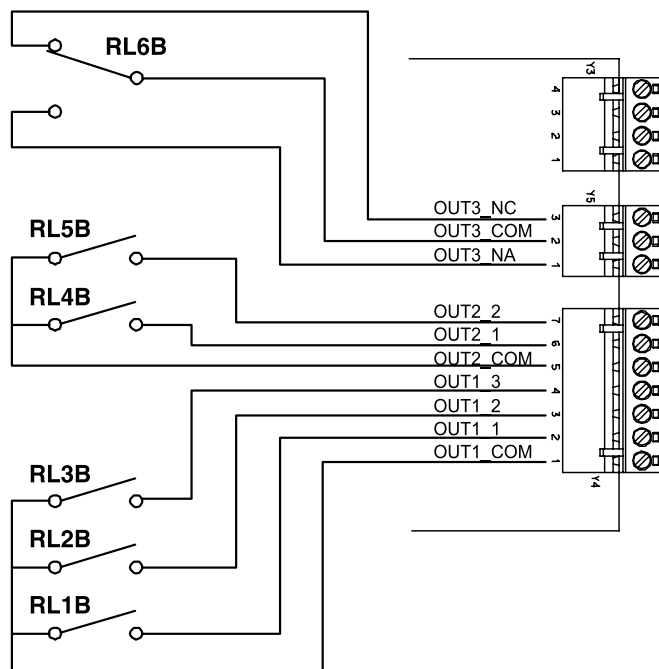 RL6B
Y3
4
3
2
1
Y5
OUT3_NC 3
OUT3_COM 2
OUT3_NA 1
RL5B
RL4B
OUT2_2 7
OUT2_1 6
OUT2_COM 5
OUT1_3 4
OUT1_2 3
OUT1_1 2
OUT1_COM 1
Y4
RL3B
RL2B
RL1B